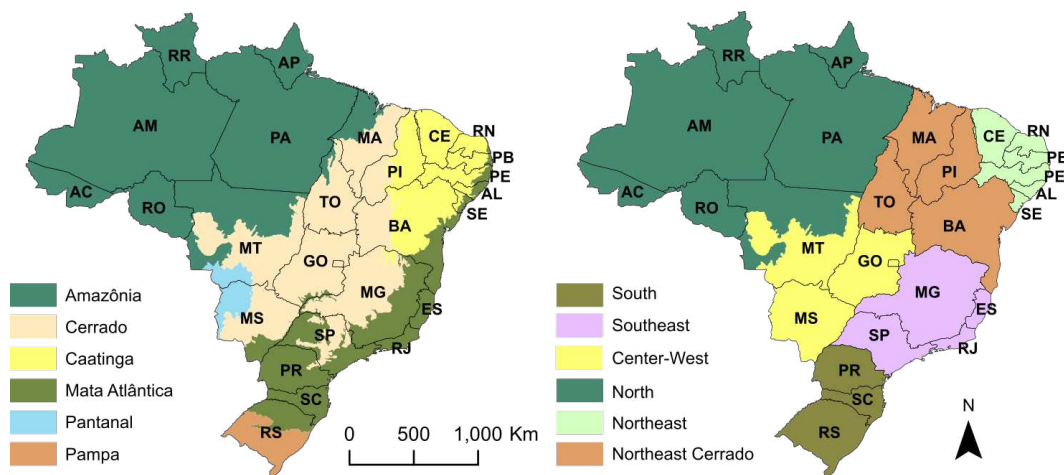 RR
AP
AM
PA
MA
CE
RN
PB
PE
AL
SE
PI
AC
RO
TO
BA
MT
GO
MG
MS
ES
SP
RJ
PR
SC
RS
Amazônia
Cerrado
Caatinga
Mata Atlântica
Pantanal
Pampa
0 500 1,000 Km
RR
AP
AM
PA
MA
CE
RN
PB
PE
AL
SE
PI
AC
RO
TO
BA
MT
GO
MG
MS
ES
SP
RJ
PR
SC
RS
South
Southeast
Center-West
North
Northeast
Northeast Cerrado
N